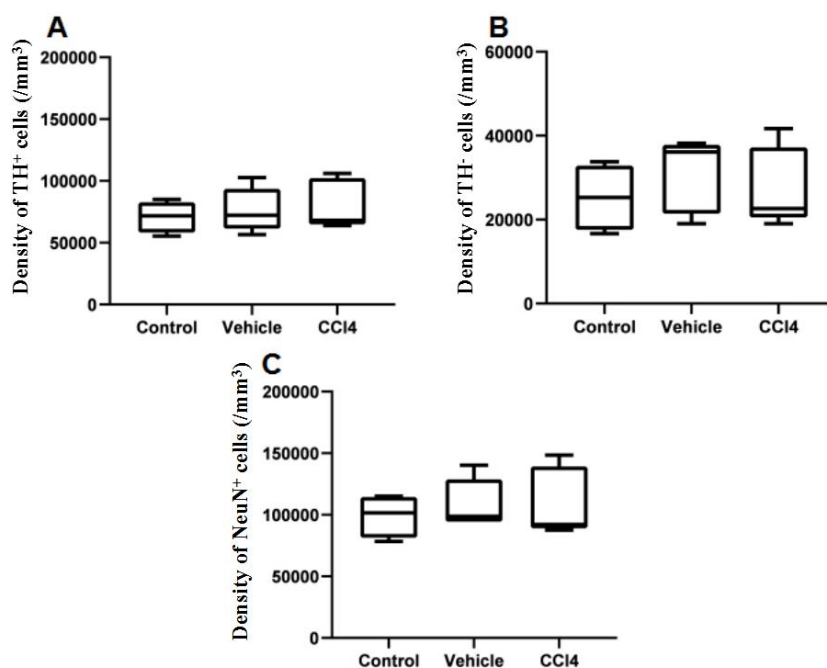 A
Density of TH+ cells (/mm³)
200000
150000
100000
50000
0
Control Vehicle CCl4
B
Density of TH- cells (/mm³)
60000
40000
20000
0
Control Vehicle CCl4
C
Density of NeuN+ cells (/mm³)
200000
150000
100000
50000
0
Control Vehicle CCl4